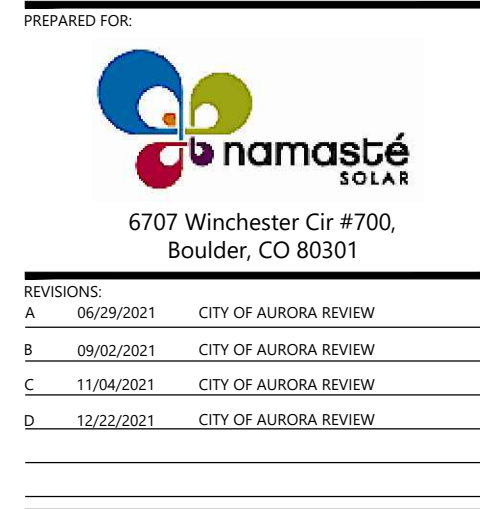 PREPARED FOR:
namasté
SOLAR
6707 Winchester Cir #700,
Boulder, CO 80301
REVISIONS:
A 06/29/2021 CITY OF AURORA REVIEW
B 09/02/2021 CITY OF AURORA REVIEW
C 11/04/2021 CITY OF AURORA REVIEW
D 12/22/2021 CITY OF AURORA REVIEW